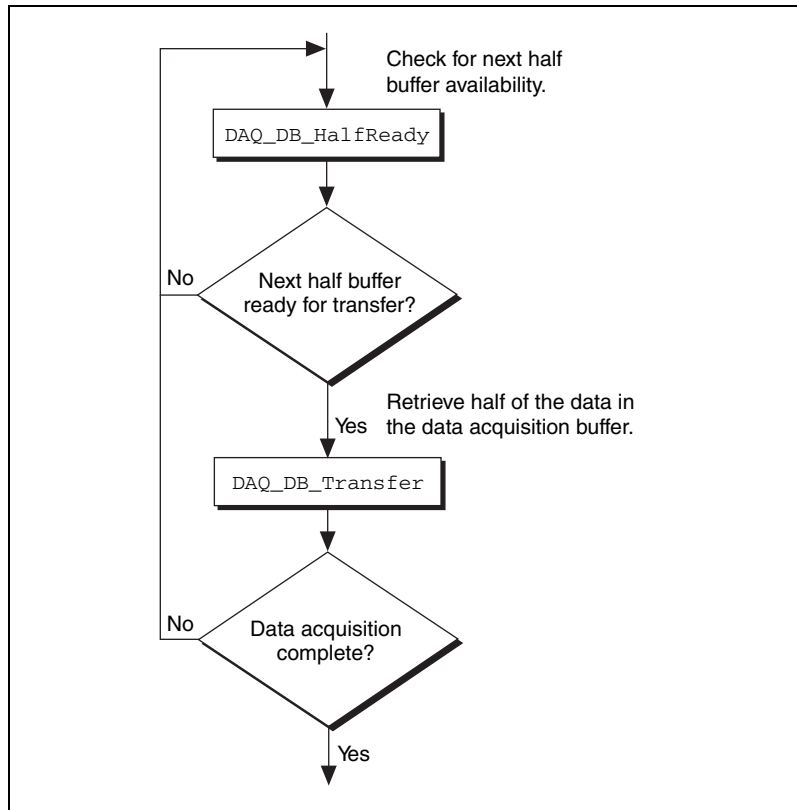 Check for next half
buffer availability.
DAQ_DB_HalfReady
No
Next half buffer
ready for transfer?
Retrieve half of the data in
the data acquisition buffer.
Yes
DAQ_DB_Transfer
No
Data acquisition
complete?
Yes